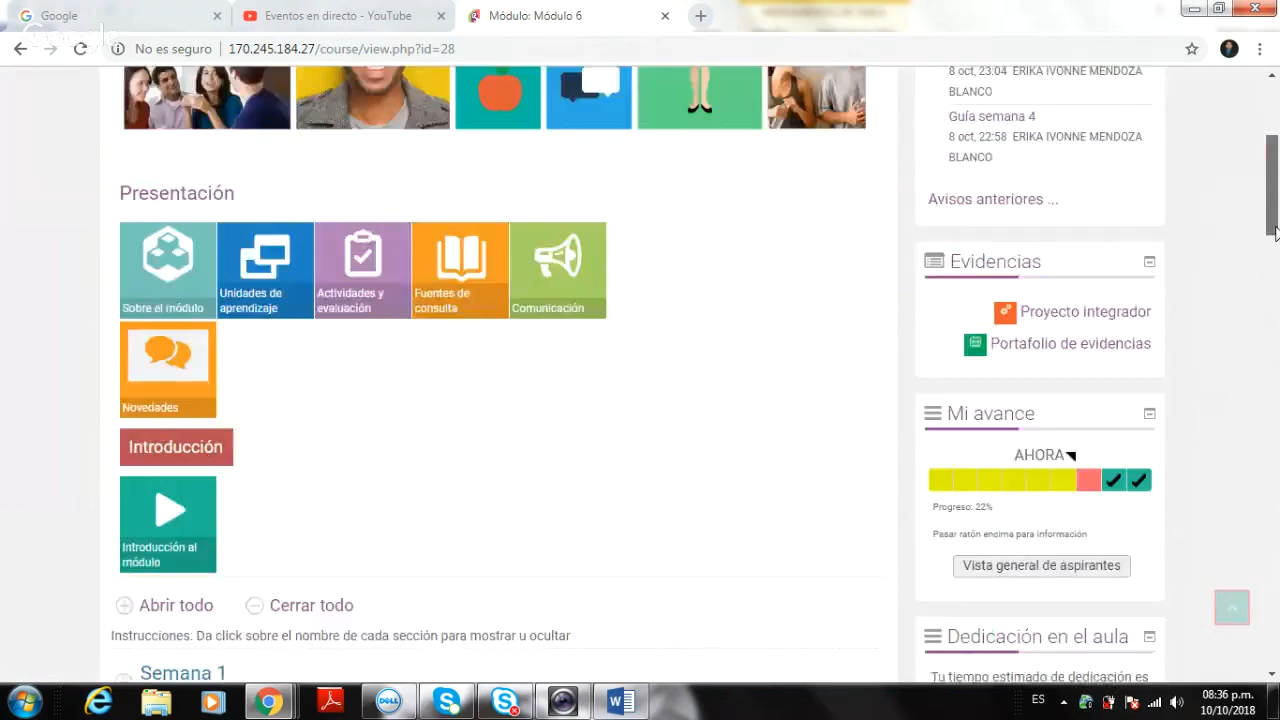 Google
Eventos en directo - YouTube
Módulo: Módulo 6
No es seguro
170.245.184.27/course/view.php?id=28
8 oct, 23:04 ERIKA IVONNE MENDOZA
BLANCO
Guía semana 4
8 oct, 22:58 ERIKA IVONNE MENDOZA
BLANCO
Avisos anteriores ...
Presentación
Sobre el módulo
Unidades de
aprendizaje
Actividades y
evaluación
Fuentes de
consulta
Comunicación
Novedades
Introducción
Introducción al
módulo
Evidencias
Proyecto integrador
Portafolio de evidencias
Mi avance
AHORA
Progreso: 22%
Pasar ratón encima para información
Vista general de aspirantes
Abrir todo
Cerrar todo
Instrucciones: Da click sobre el nombre de cada sección para mostrar u ocultar
Semana 1
Dedicación en el aula
Tu tiempo estimado de dedicación es
DELL
ES
08:36 p.m.
10/10/2018